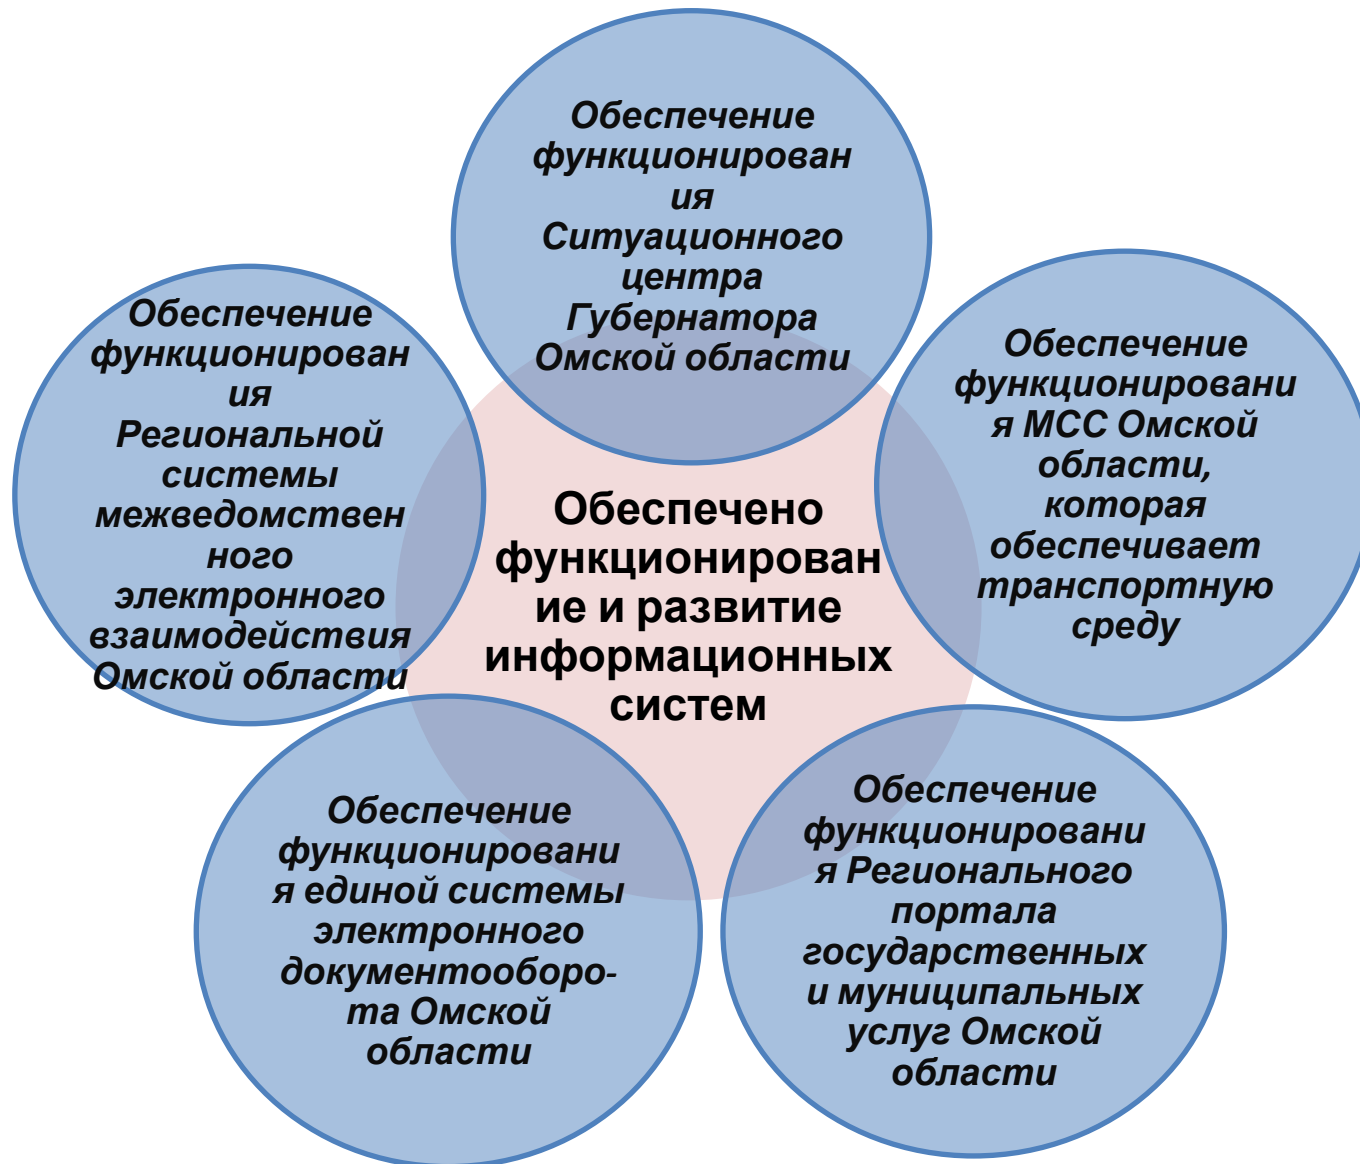 Обеспечение
функционирован
ия
Ситуационного
центра
Губернатора
Омской области
Обеспечение
функционировани
я МСС Омской
области,
которая
обеспечивает
транспортную
среду
Обеспечение
функционировани
я Регионального
портала
государственных
и муниципальных
услуг Омской
области
Обеспечение
функционировани
я единой системы
электронного
документооборо-
та Омской
области
Обеспечение
функционирован
ия
Региональной
системы
межведомствен
ного
электронного
взаимодействия
Омской области
Обеспечено
функционирован
ие и развитие
информационных
систем